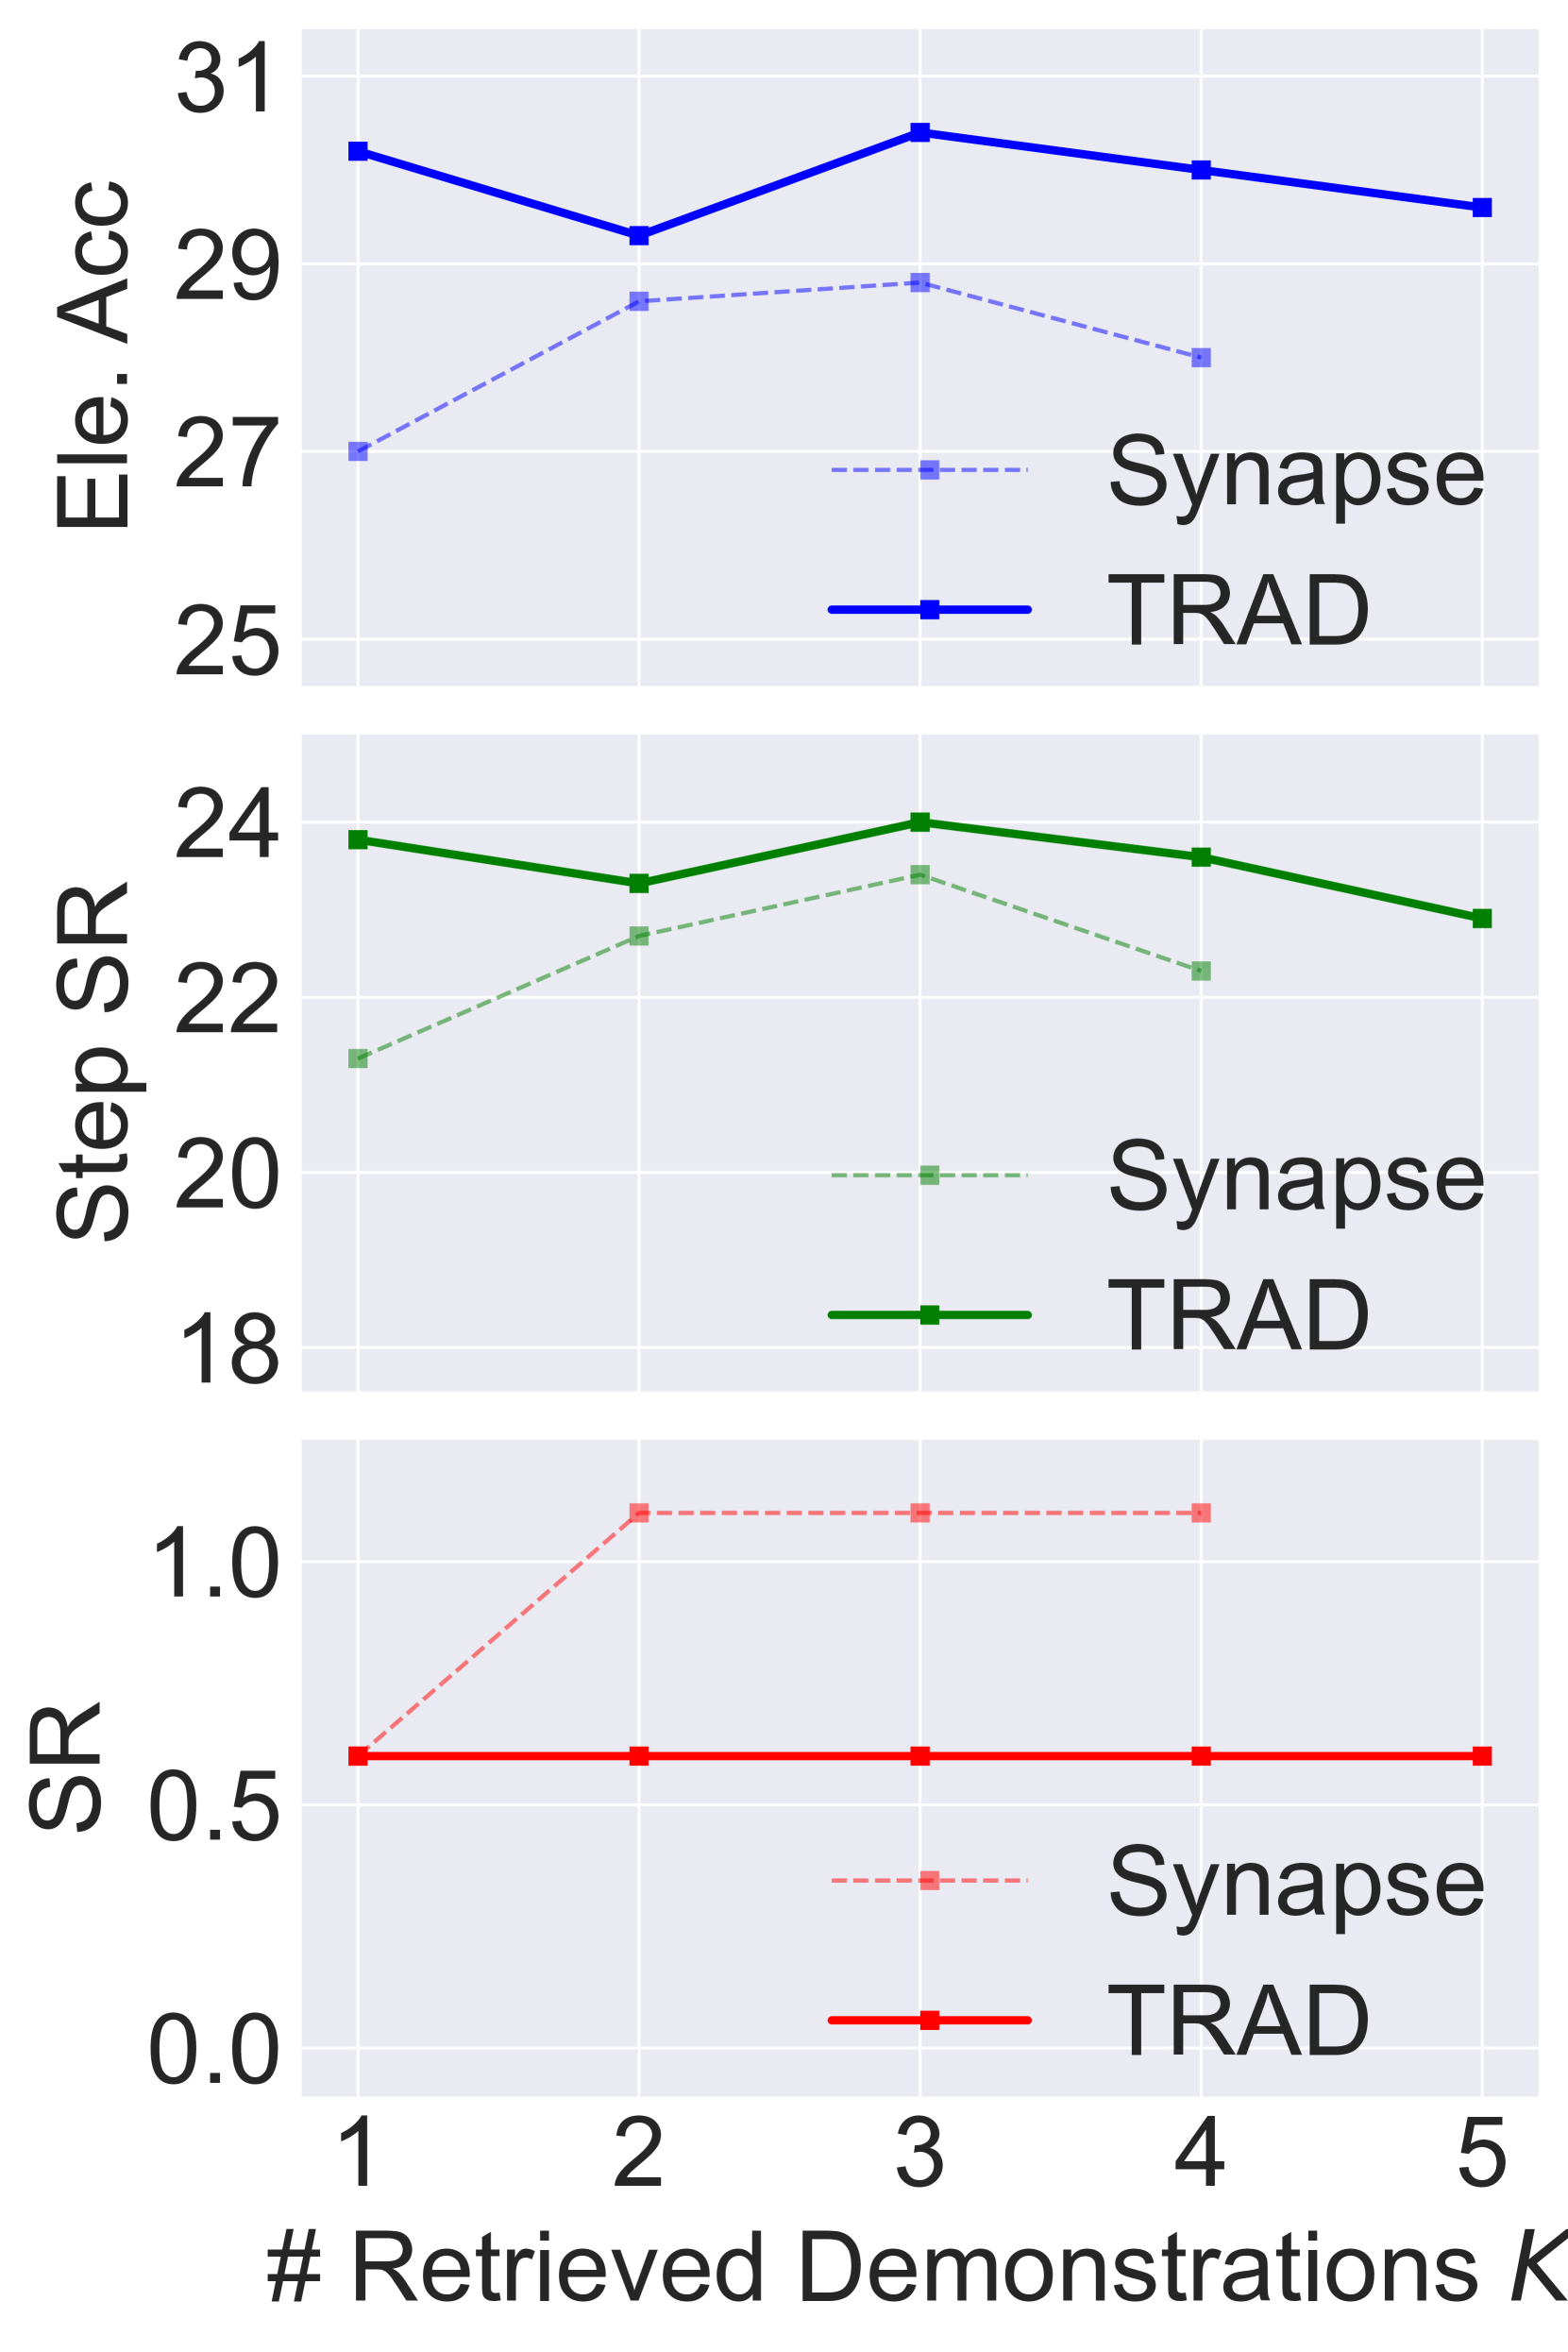 Ele. Acc
31
29
27
25
Synapse
TRAD
Step SR
24
22
20
18
Synapse
TRAD
SR
1.0
0.5
0.0
Synapse
TRAD
1 2 3 4 5
# Retrieved Demonstrations K